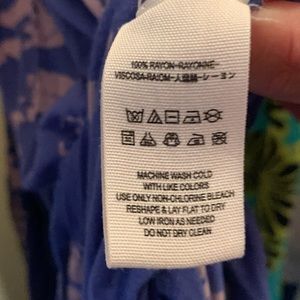 100% RAYON-RAYONNE-
VISCOSA-RAION-人造絲-レーヨン
MACHINE WASH COLD
WITH LIKE COLORS
USE ONLY NON-CHLORINE BLEACH
RESHAPE & LAY FLAT TO DRY
LOW IRON AS NEEDED
DO NOT DRY CLEAN